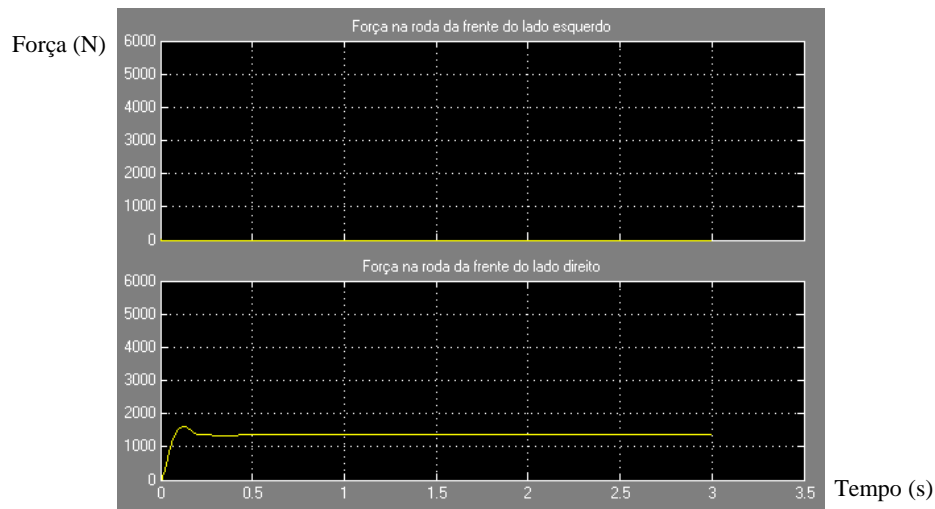 Força na roda da frente do lado esquerdo
Força (N)
6000
5000
4000
3000
2000
1000
0
Força na roda da frente do lado direito
6000
5000
4000
3000
2000
1000
0
0 0.5 1 1.5 2 2.5 3 3.5
Tempo (s)